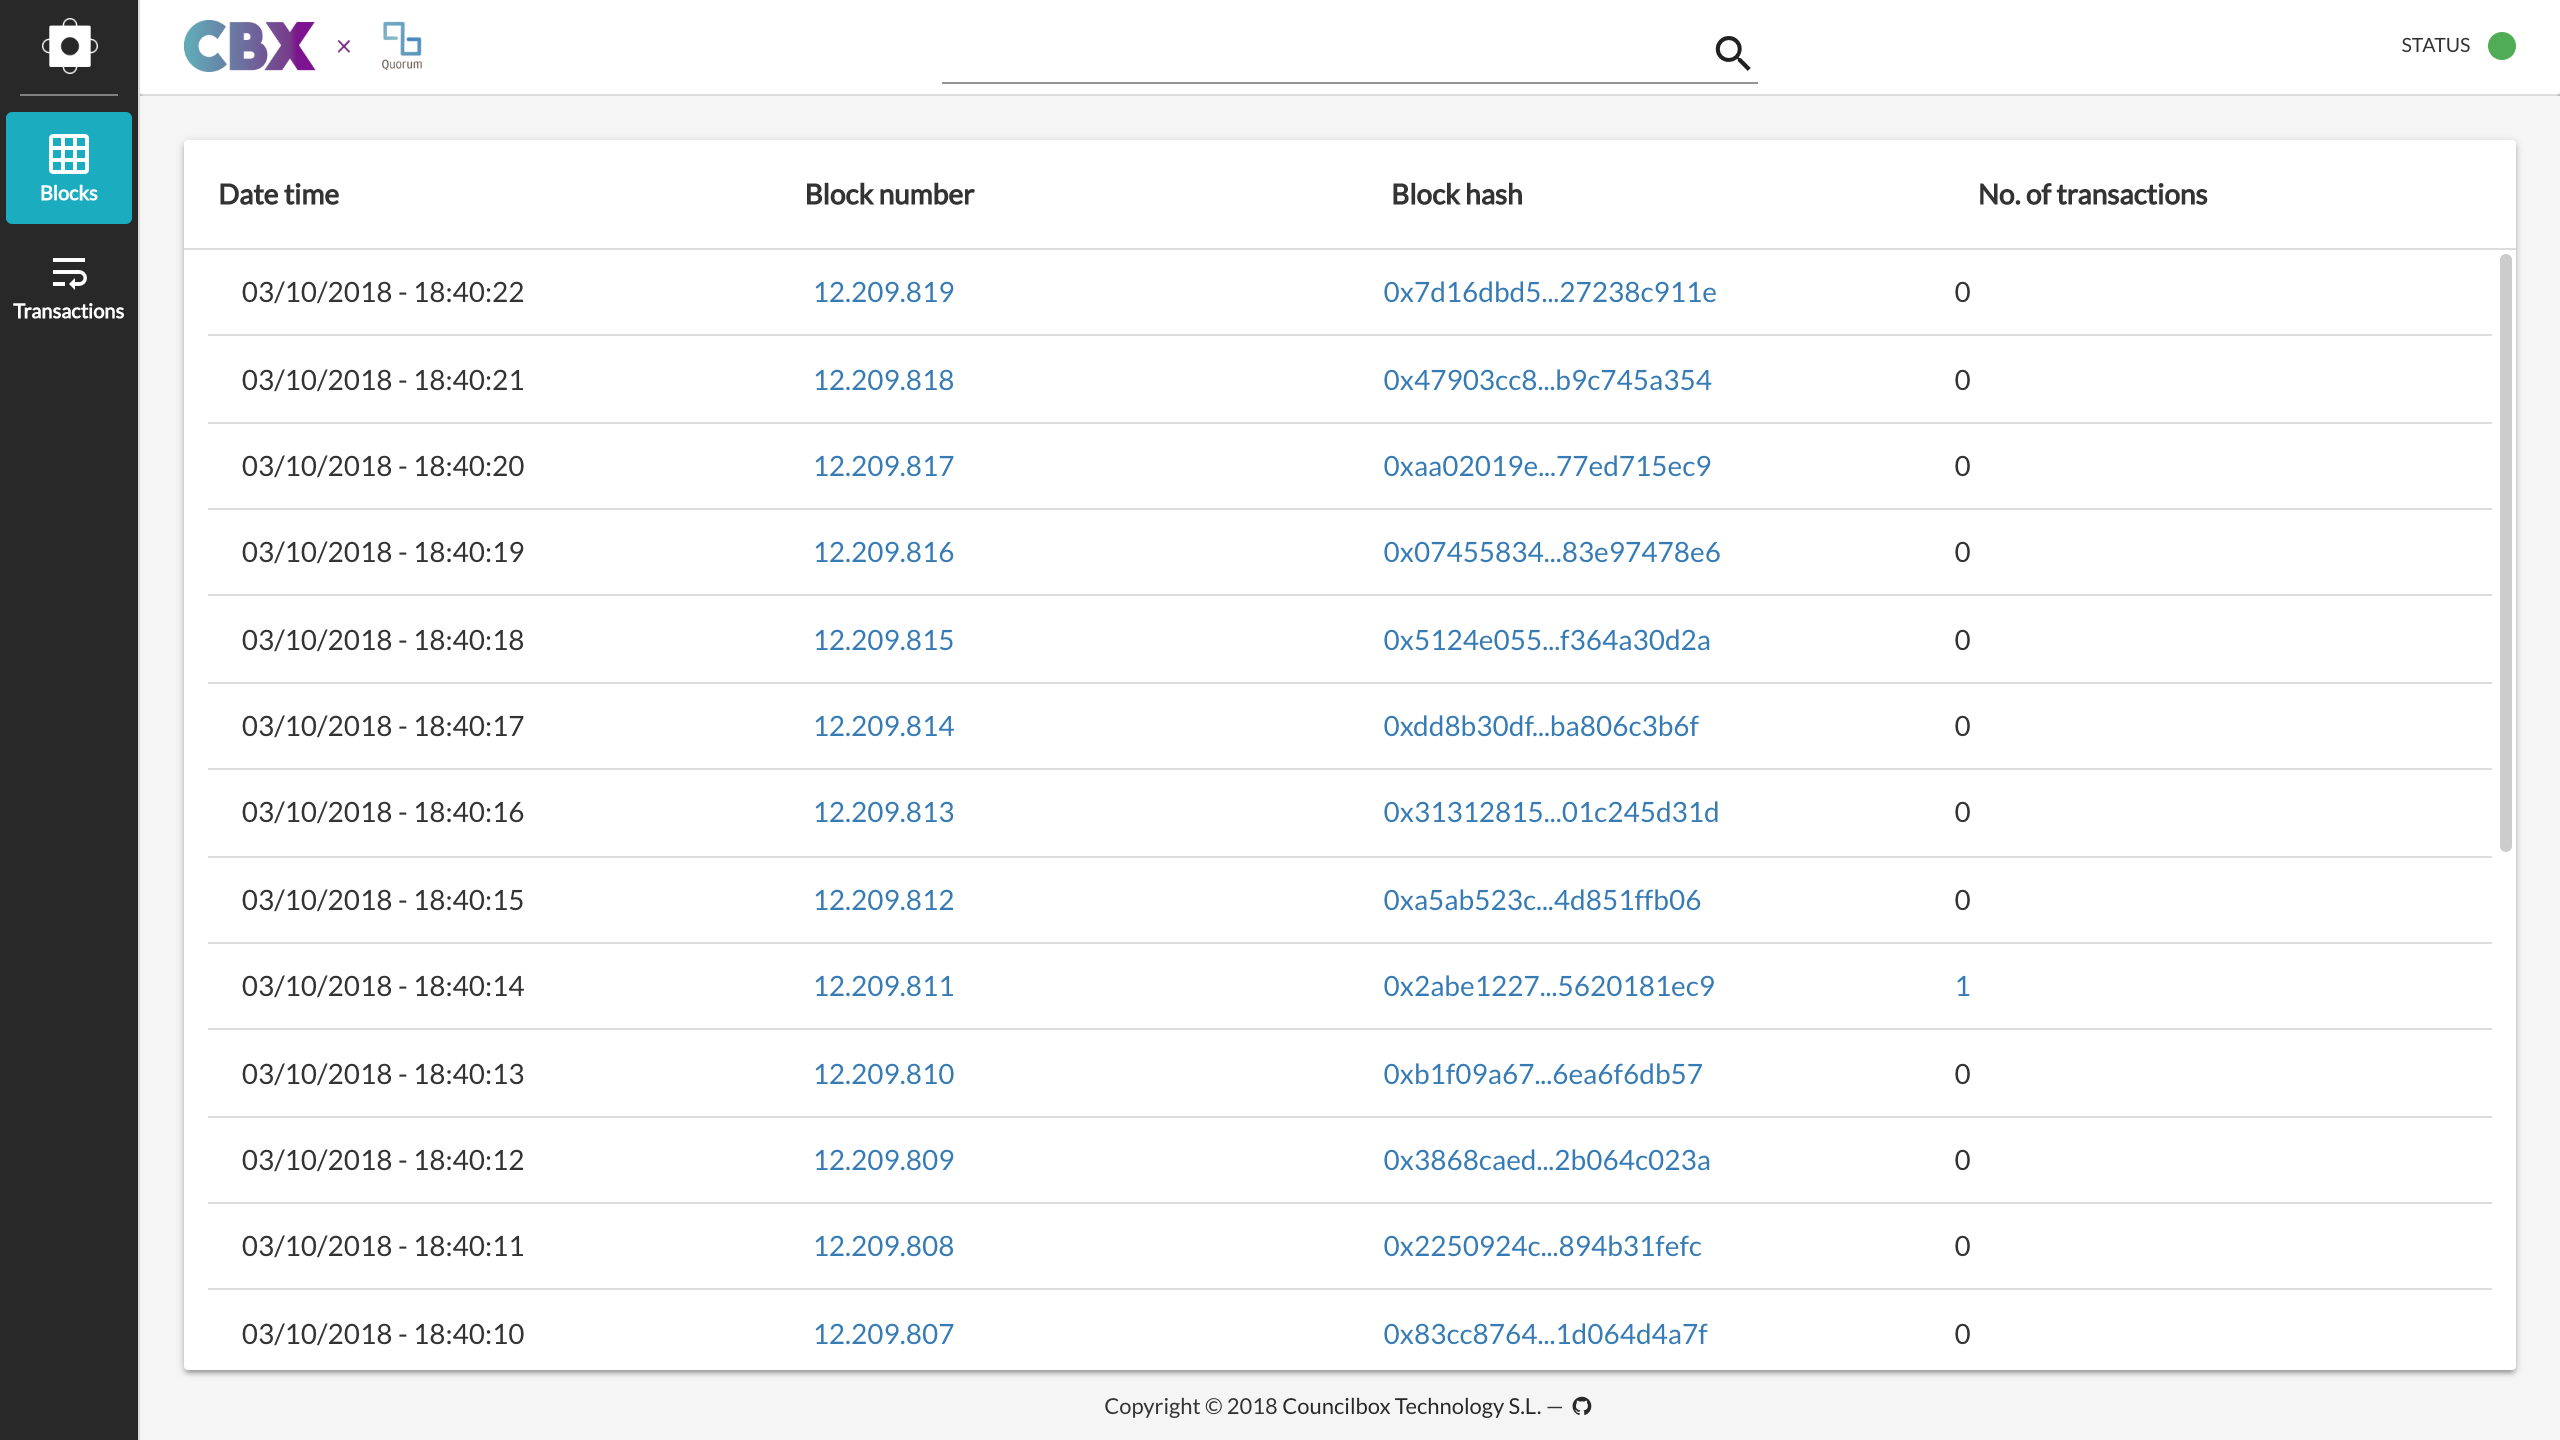 CBX × Quorum STATUS
Blocks
Transactions
Date time Block number Block hash No. of transactions
03/10/2018 - 18:40:22 12.209.819 0x7d16dbd5...27238c911e 0
03/10/2018 - 18:40:21 12.209.818 0x47903cc8...b9c745a354 0
03/10/2018 - 18:40:20 12.209.817 0xaa02019e...77ed715ec9 0
03/10/2018 - 18:40:19 12.209.816 0x07455834...83e97478e6 0
03/10/2018 - 18:40:18 12.209.815 0x5124e055...f364a30d2a 0
03/10/2018 - 18:40:17 12.209.814 0xdd8b30df...ba806c3b6f 0
03/10/2018 - 18:40:16 12.209.813 0x31312815...01c245d31d 0
03/10/2018 - 18:40:15 12.209.812 0xa5ab523c...4d851ffb06 0
03/10/2018 - 18:40:14 12.209.811 0x2abe1227...5620181ec9 1
03/10/2018 - 18:40:13 12.209.810 0xb1f09a67...6ea6f6db57 0
03/10/2018 - 18:40:12 12.209.809 0x3868caed...2b064c023a 0
03/10/2018 - 18:40:11 12.209.808 0x2250924c...894b31fefc 0
03/10/2018 - 18:40:10 12.209.807 0x83cc8764...1d064d4a7f 0
Copyright © 2018 Councilbox Technology S.L. —